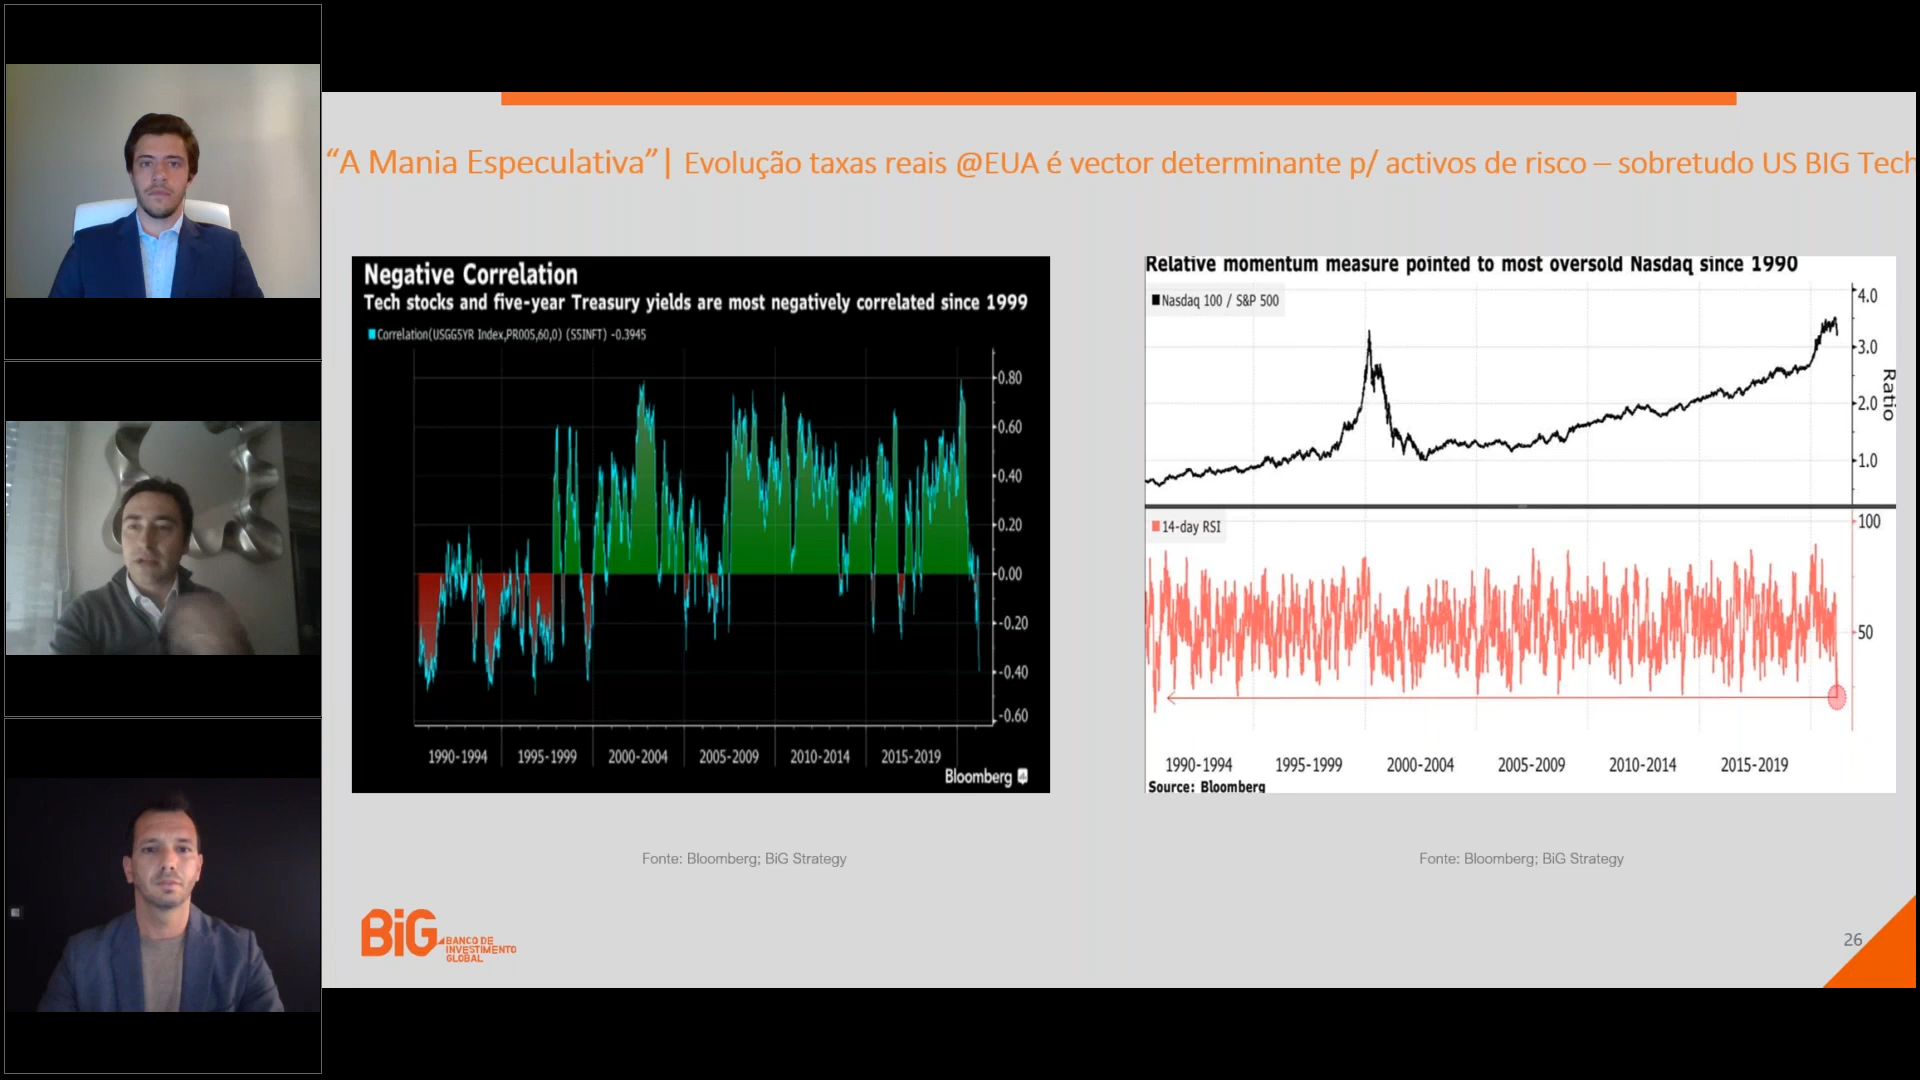 “A Mania Especulativa”| Evolução taxas reais @EUA é vector determinante p/ activos de risco – sobretudo US BIG Tech
Negative Correlation
Tech stocks and five-year Treasury yields are most negatively correlated since 1999
Correlation(USGG5YR Index,PR005,60,0) (S5INFT) -0.3945
0.80
0.60
0.40
0.20
0.00
-0.20
-0.40
-0.60
1990-1994 1995-1999 2000-2004 2005-2009 2010-2014 2015-2019
Bloomberg
Relative momentum measure pointed to most oversold Nasdaq since 1990
Nasdaq 100 / S&P 500
4.0
3.0
2.0
1.0
Ratio
14-day RSI
100
50
1990-1994 1995-1999 2000-2004 2005-2009 2010-2014 2015-2019
Source: Bloomberg
Fonte: Bloomberg; BiG Strategy
Fonte: Bloomberg; BiG Strategy
BiG
BANCO DE
INVESTIMENTO
GLOBAL
26